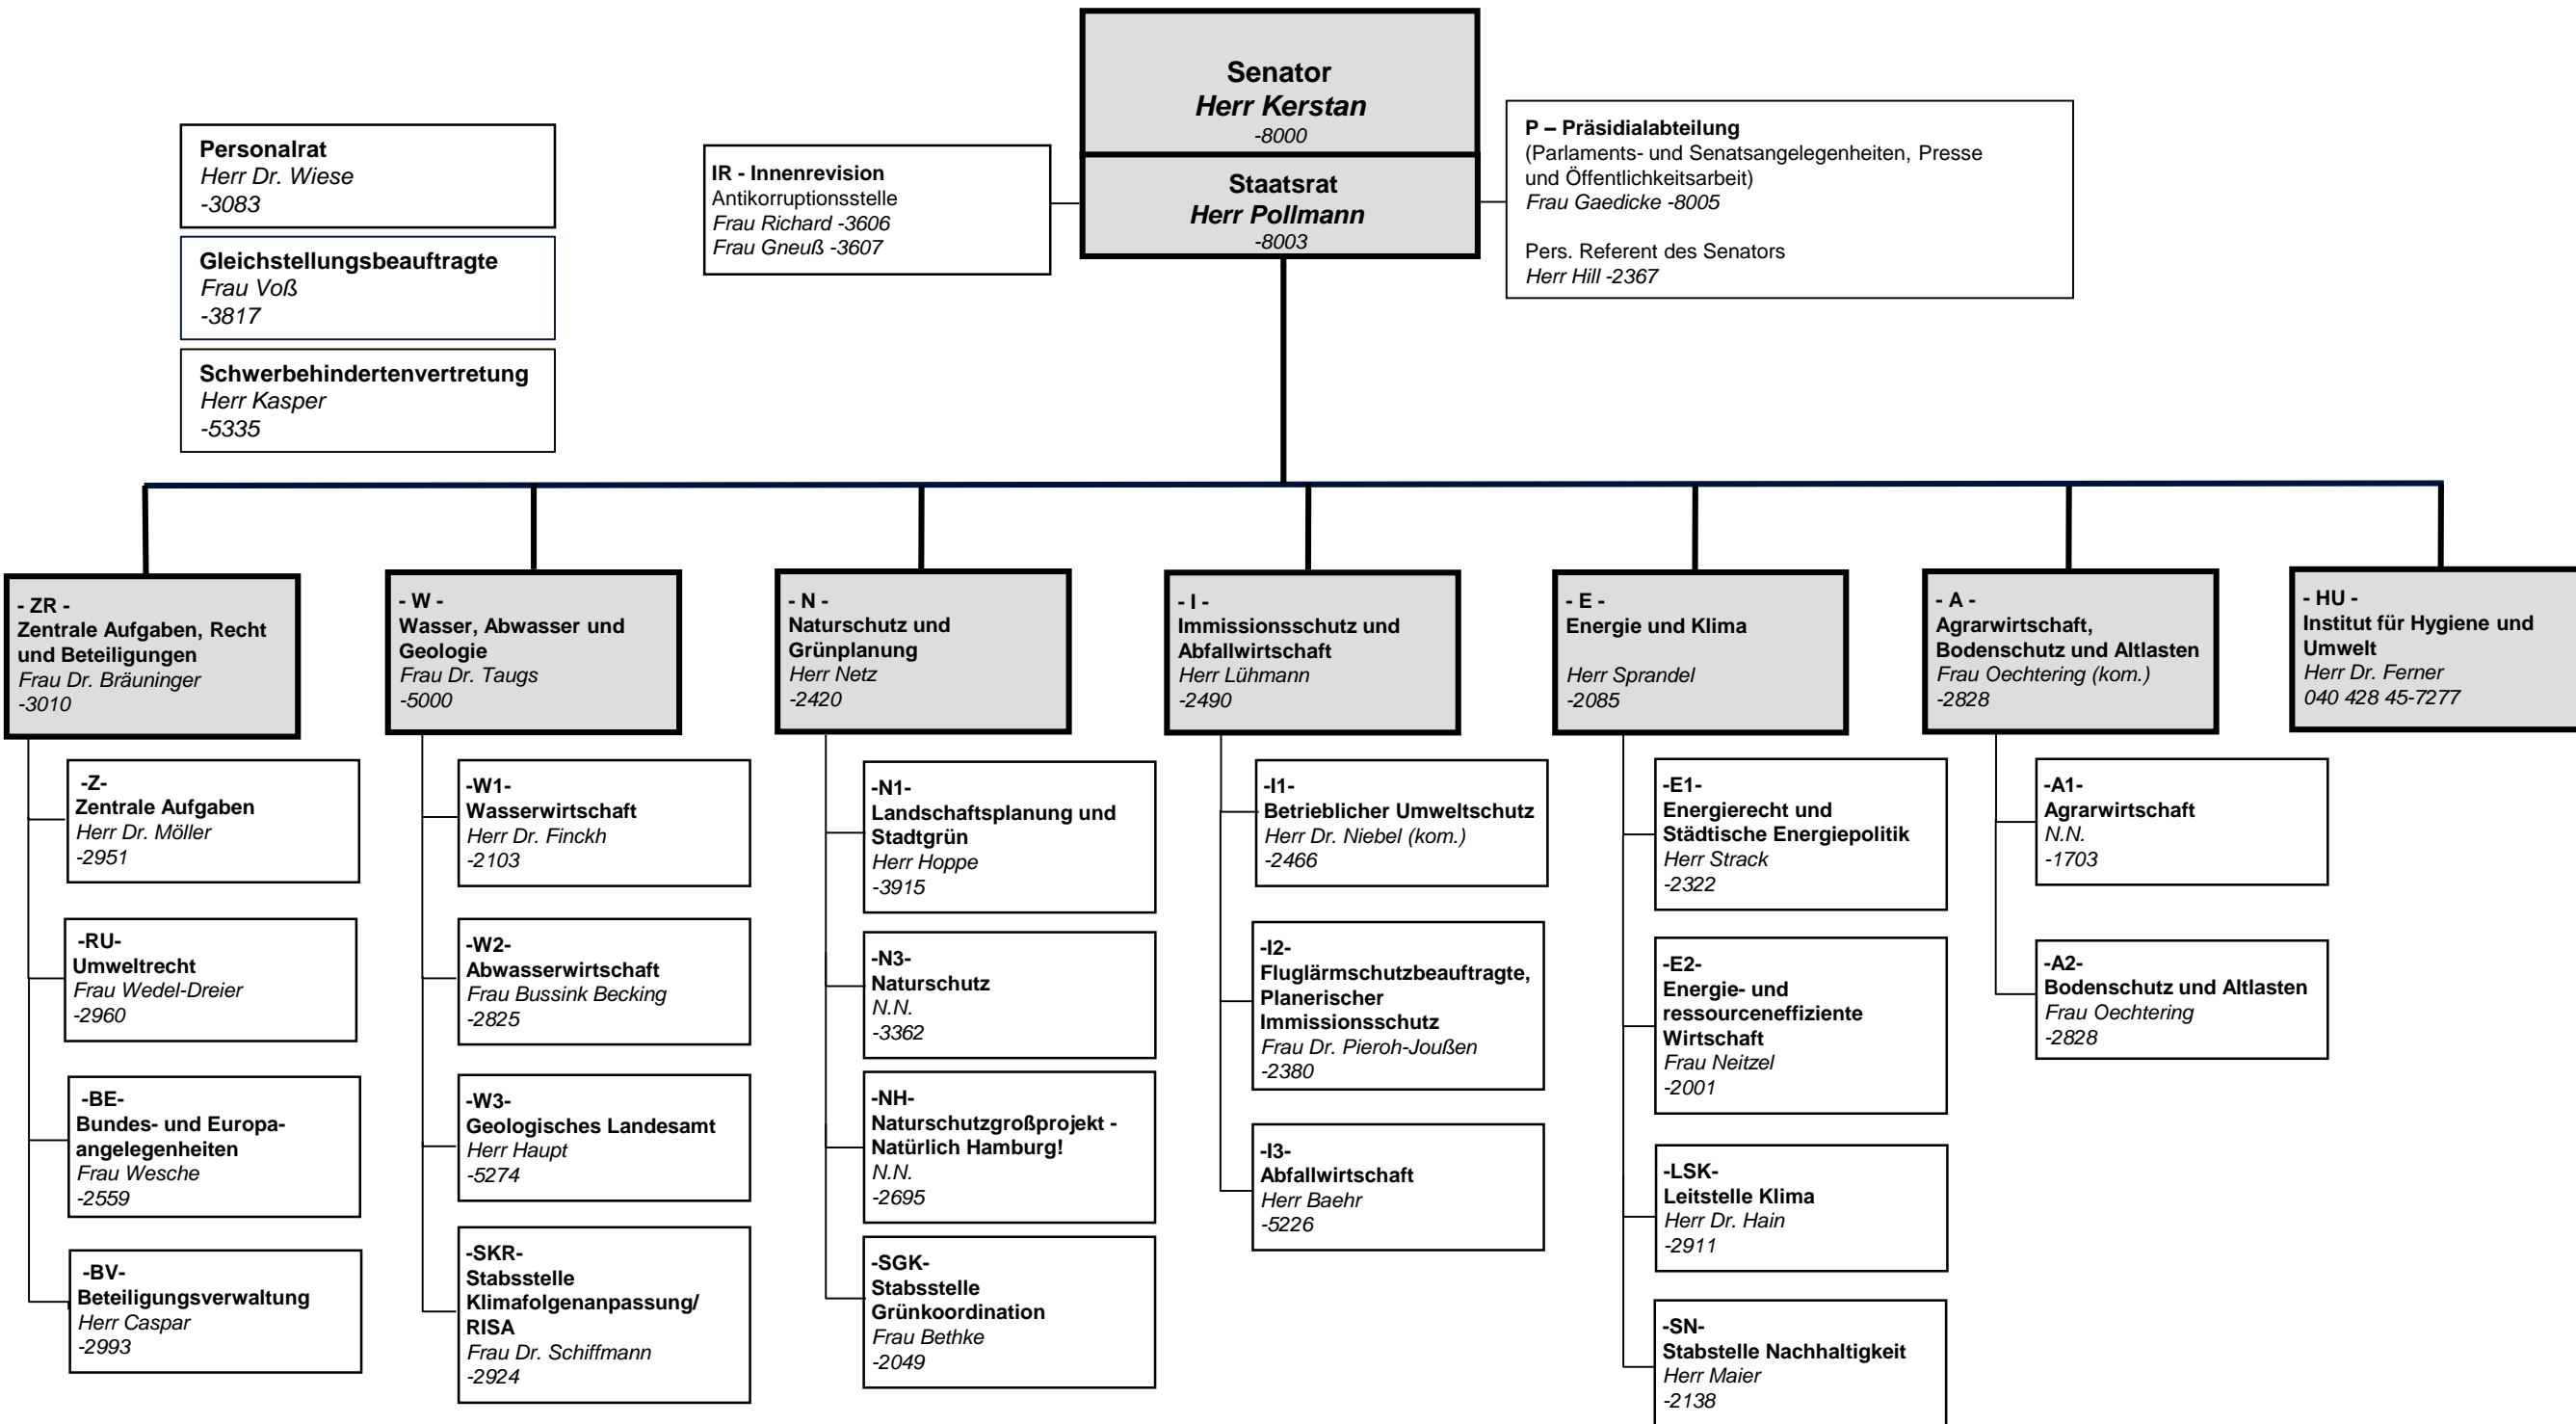 Senator
Herr Kerstan
-8000
Staatsrat
Herr Pollmann
-8003
Personalrat
Herr Dr. Wiese
-3083
Gleichstellungsbeauftragte
Frau Voß
-3817
Schwerbehindertenvertretung
Herr Kasper
-5335
IR - Innenrevision
Antikorruptionsstelle
Frau Richard -3606
Frau Gneuß -3607
P – Präsidialabteilung
(Parlaments- und Senatsangelegenheiten, Presse
und Öffentlichkeitsarbeit)
Frau Gaedicke -8005
Pers. Referent des Senators
Herr Hill -2367
- ZR -
Zentrale Aufgaben, Recht
und Beteiligungen
Frau Dr. Bräuninger
-3010
-Z-
Zentrale Aufgaben
Herr Dr. Möller
-2951
-RU-
Umweltrecht
Frau Wedel-Dreier
-2960
-BE-
Bundes- und Europa-
angelegenheiten
Frau Wesche
-2559
-BV-
Beteiligungsverwaltung
Herr Caspar
-2993
- W -
Wasser, Abwasser und
Geologie
Frau Dr. Taugs
-5000
-W1-
Wasserwirtschaft
Herr Dr. Finckh
-2103
-W2-
Abwasserwirtschaft
Frau Bussink Becking
-2825
-W3-
Geologisches Landesamt
Herr Haupt
-5274
-SKR-
Stabsstelle
Klimafolgenanpassung/
RISA
Frau Dr. Schiffmann
-2924
- N -
Naturschutz und
Grünplanung
Herr Netz
-2420
-N1-
Landschaftsplanung und
Stadtgrün
Herr Hoppe
-3915
-N3-
Naturschutz
N.N.
-3362
-NH-
Naturschutzgroßprojekt -
Natürlich Hamburg!
N.N.
-2695
-SGK-
Stabsstelle
Grünkoordination
Frau Bethke
-2049
- I -
Immissionsschutz und
Abfallwirtschaft
Herr Lühmann
-2490
-I1-
Betrieblicher Umweltschutz
Herr Dr. Niebel (kom.)
-2466
-I2-
Fluglärmschutzbeauftragte,
Planerischer
Immissionsschutz
Frau Dr. Pieroh-Joußen
-2380
-I3-
Abfallwirtschaft
Herr Baehr
-5226
- E -
Energie und Klima
Herr Sprandel
-2085
-E1-
Energierecht und
Städtische Energiepolitik
Herr Strack
-2322
-E2-
Energie- und
ressourceneffiziente
Wirtschaft
Frau Neitzel
-2001
-LSK-
Leitstelle Klima
Herr Dr. Hain
-2911
-SN-
Stabstelle Nachhaltigkeit
Herr Maier
-2138
- A -
Agrarwirtschaft,
Bodenschutz und Altlasten
Frau Oechtering (kom.)
-2828
-A1-
Agrarwirtschaft
N.N.
-1703
-A2-
Bodenschutz und Altlasten
Frau Oechtering
-2828
- HU -
Institut für Hygiene und
Umwelt
Herr Dr. Ferner
040 428 45-7277